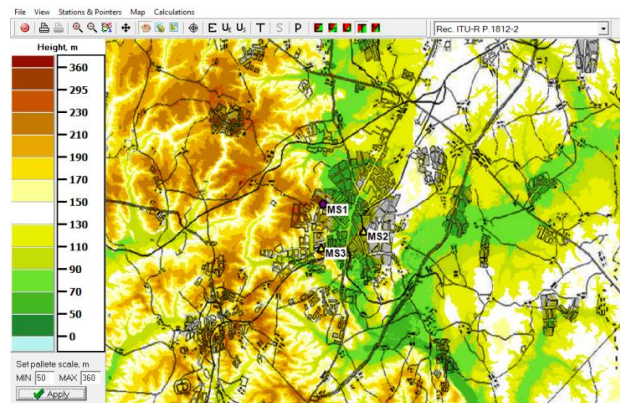 File View Stations & Pointers Map Calculations
E U T S P Rec. ITU-R P.1812-2
Height, m
360
295
230
210
190
170
150
130
110
90
70
50
0
MS1
MS2
MS3
Set pallete scale, m
MIN 50 MAX 360
Apply